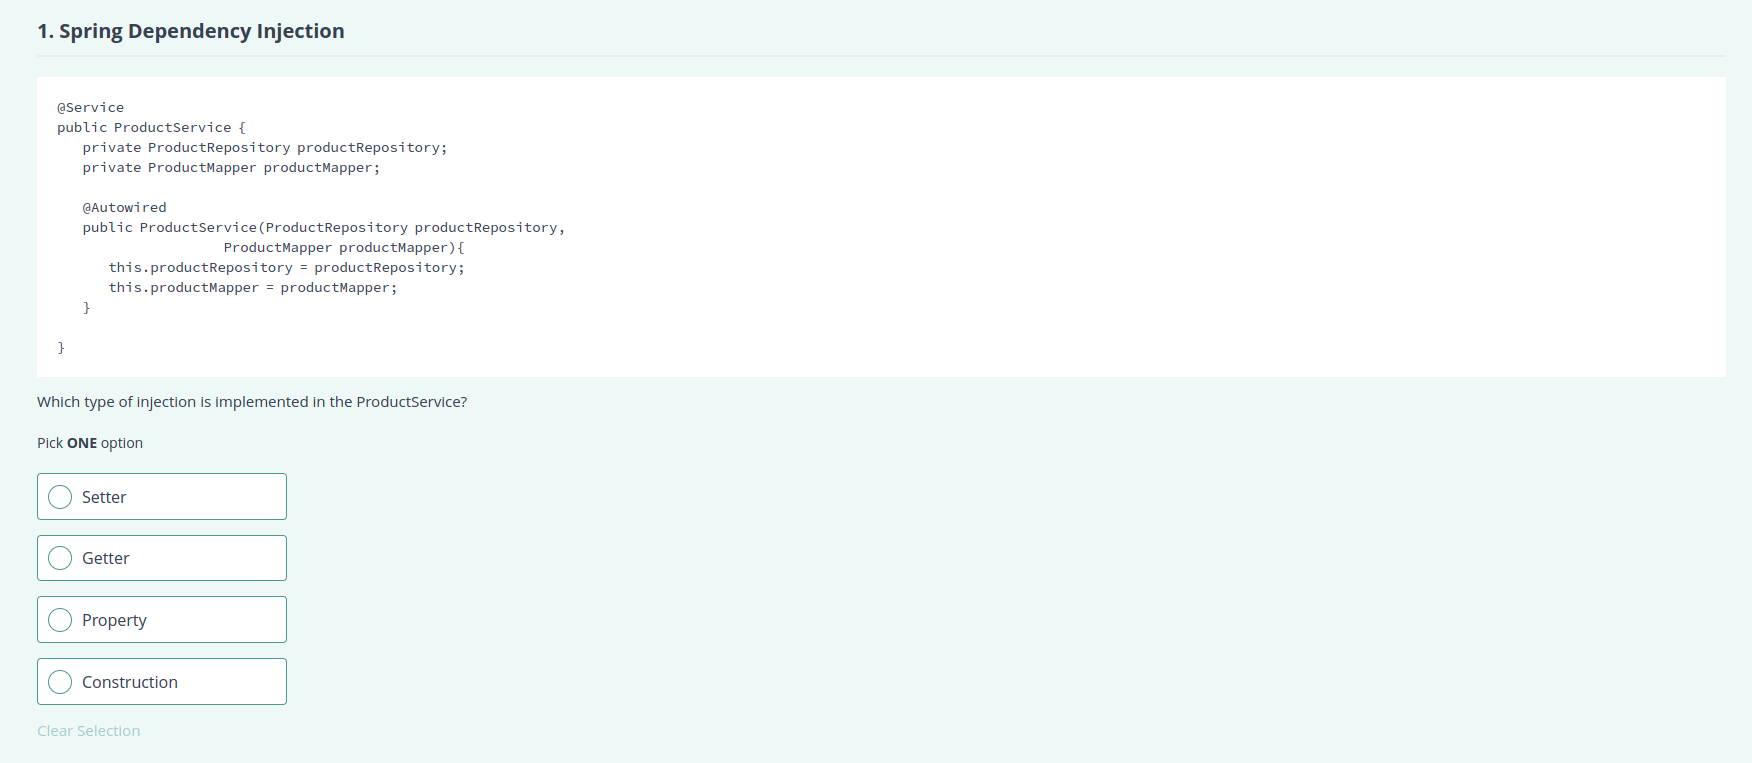 1. Spring Dependency Injection
@Service
public ProductService {
private ProductRepository productRepository;
private ProductMapper productMapper;
@Autowired
public ProductService(ProductRepository productRepository,
ProductMapper productMapper){
this.productRepository = productRepository;
this.productMapper = productMapper;
}
}
Which type of injection is implemented in the ProductService?
Pick ONE option
Setter
Getter
Property
Construction
Clear Selection